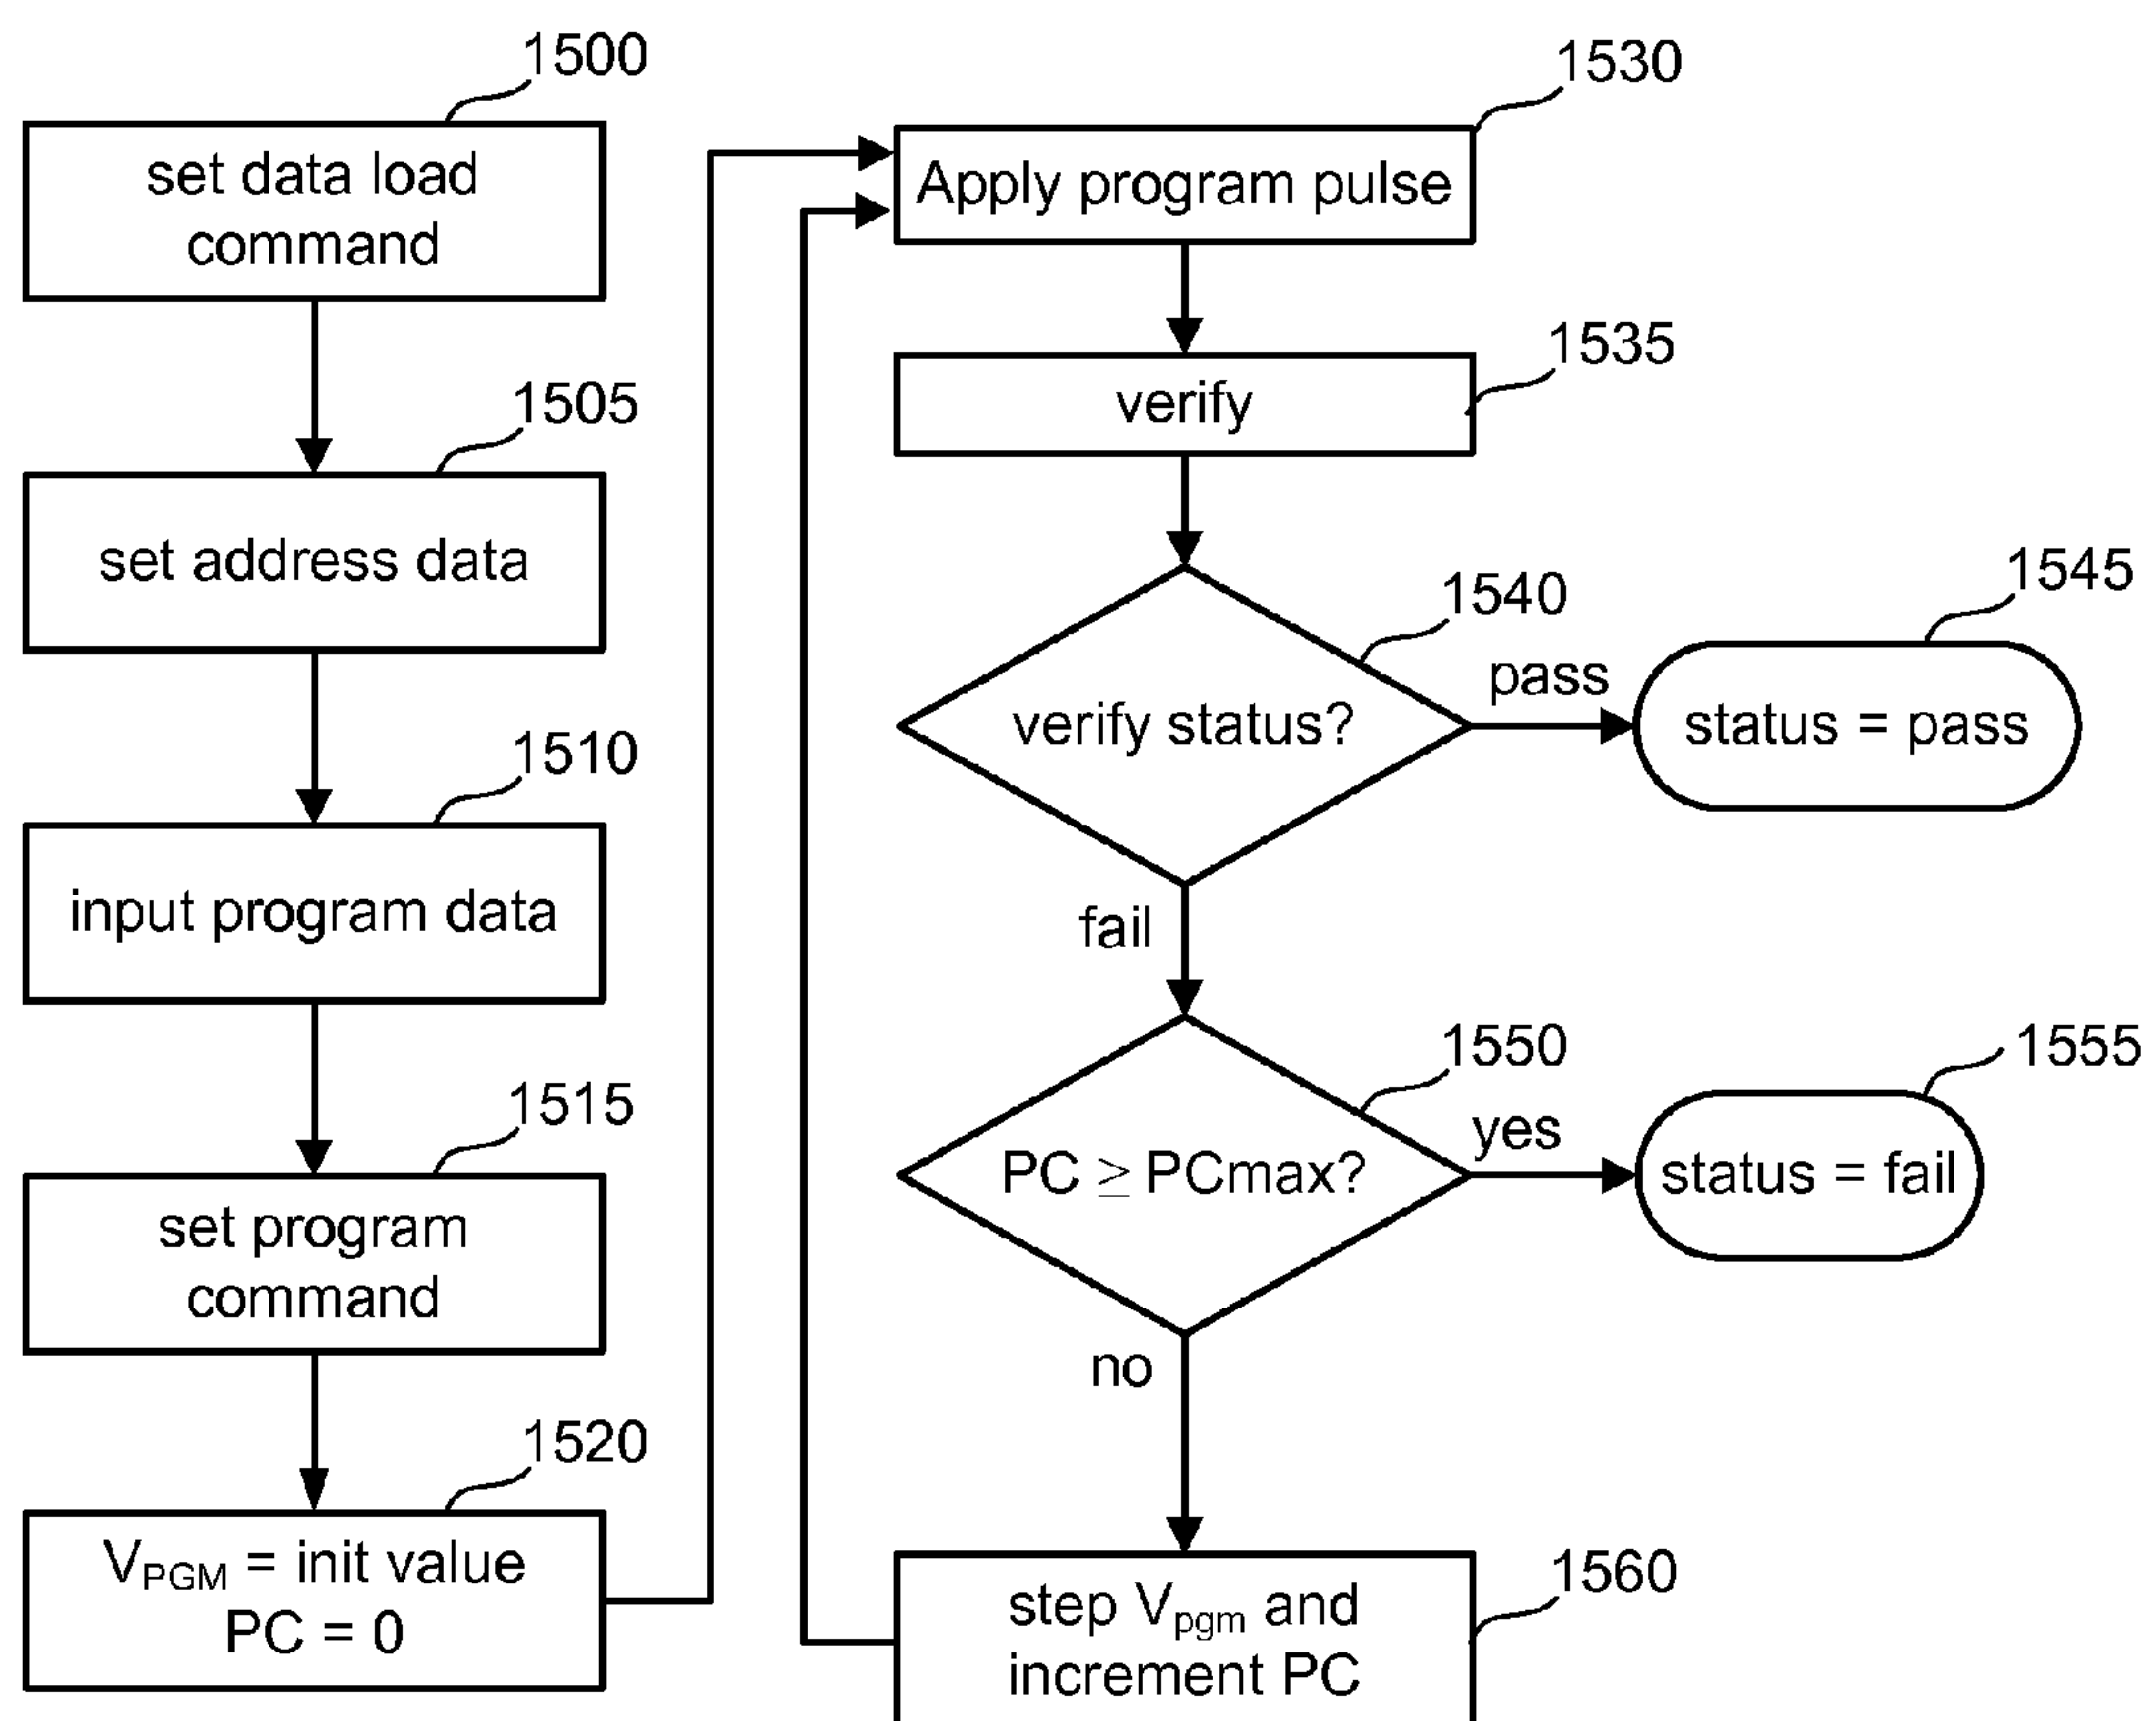 1500
set data load
command
1505
set address data
1510
input program data
1515
set program
command
1520
VPGM = init value
PC = 0
1530
Apply program pulse
1535
verify
1540
verify status?
pass
1545
status = pass
fail
1550
PC ≥ PCmax?
yes
1555
status = fail
no
1560
step Vpgm and
increment PC